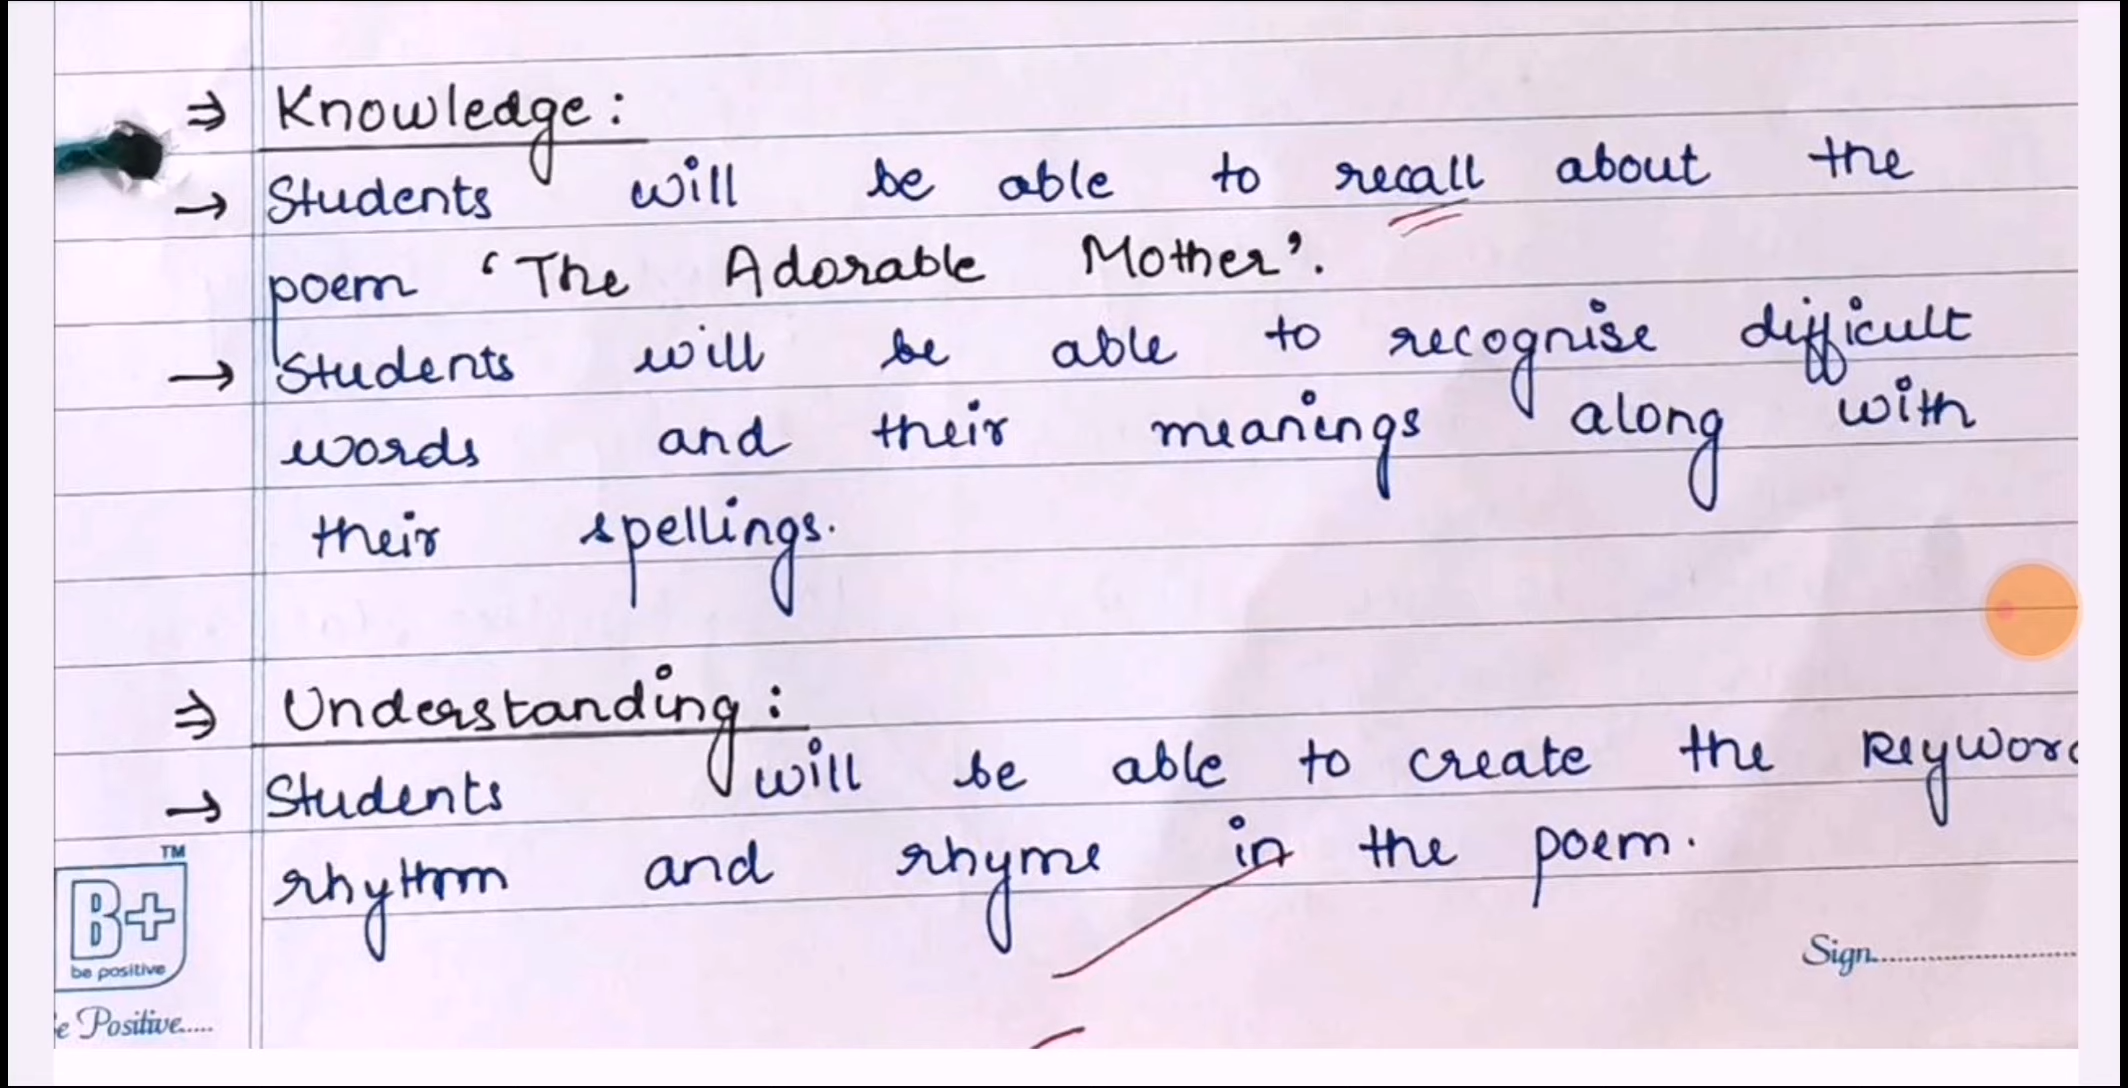 ⇒ Knowledge:
→ Students will be able to recall about the
poem 'The Adorable Mother'.
→ Students will be able to recognise difficult
words and their meanings along with
their spellings.
⇒ Understanding:
→ Students will be able to create the keywor
rhythm and rhyme in the poem.
TM
B+
be positive
Sign.....
e Positive.....